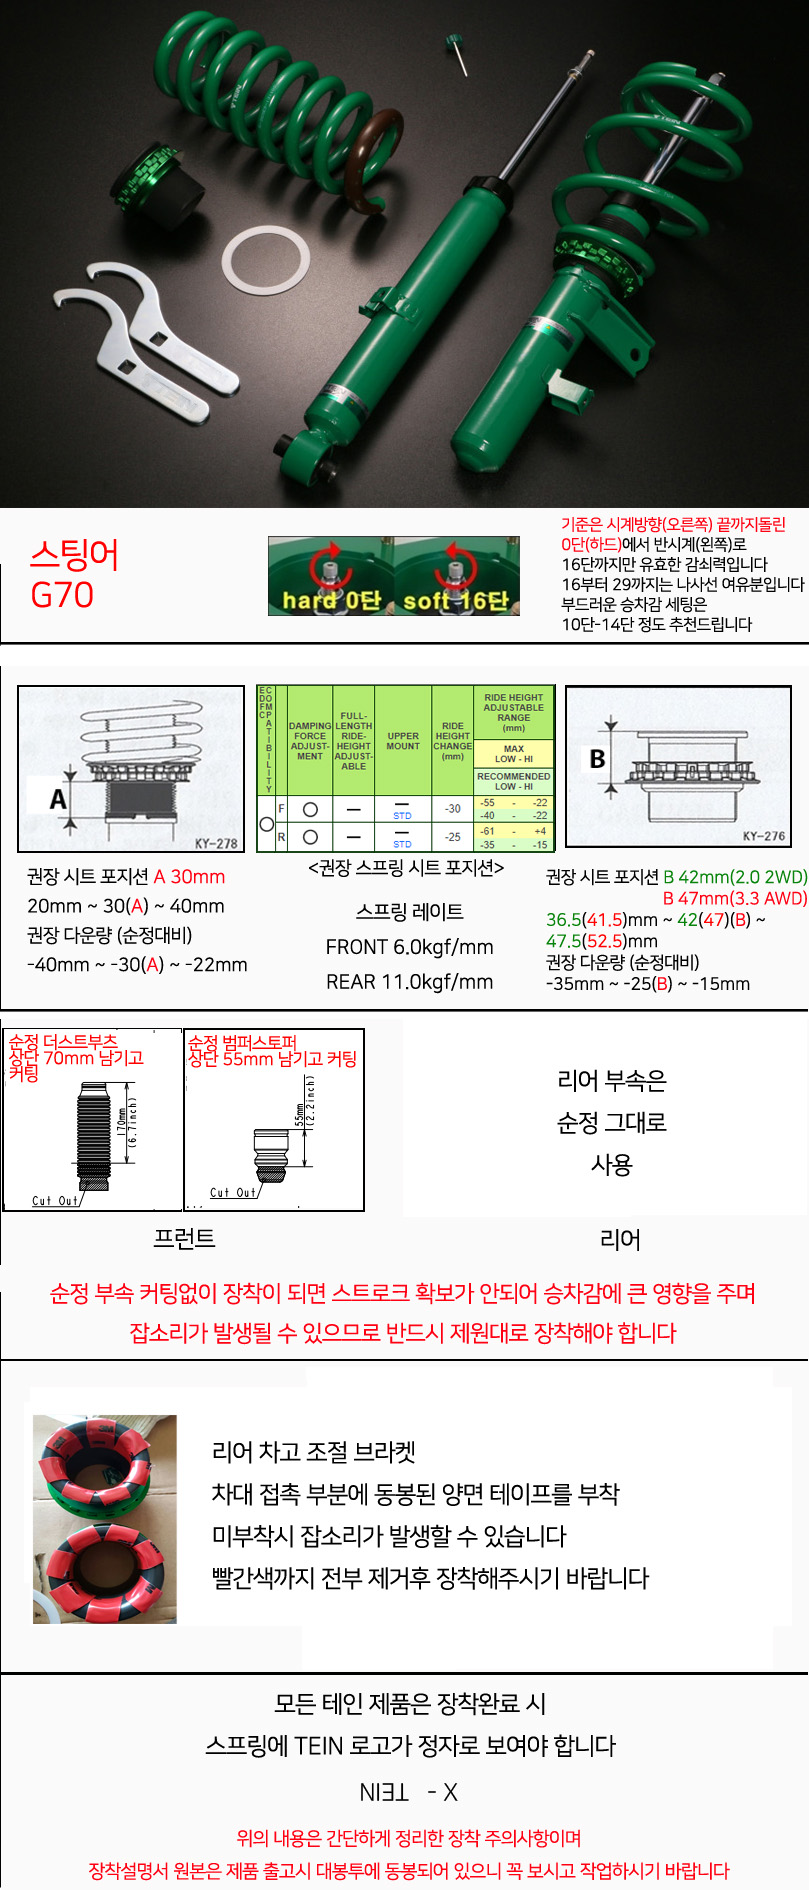 스팅어
G70
hard 0단
soft 16단
기준은 시계방향(오른쪽) 끝까지돌린
0단(하드)에서 반시계(왼쪽)로
16단까지만 유효한 감쇠력입니다
16부터 29까지는 나사선 여유분입니다
부드러운 승차감 세팅은
10단-14단 정도 추천드립니다
A
KY-278
COMPATIBILITY
DAMPING FORCE ADJUST-MENT
FULL-LENGTH RIDE-HEIGHT ADJUST-ABLE
UPPER MOUNT
RIDE HEIGHT CHANGE (mm)
RIDE HEIGHT ADJUSTABLE RANGE (mm)
MAX LOW - HI
RECOMMENDED LOW - HI
F ○ — — STD -30 -55 - -22
-40 - -22
○
R ○ — — STD -25 -61 - +4
-35 - -15
B
KY-276
권장 시트 포지션 A 30mm
20mm ~ 30(A) ~ 40mm
권장 다운량 (순정대비)
-40mm ~ -30(A) ~ -22mm
<권장 스프링 시트 포지션>
스프링 레이트
FRONT 6.0kgf/mm
REAR 11.0kgf/mm
권장 시트 포지션 B 42mm(2.0 2WD)
B 47mm(3.3 AWD)
36.5(41.5)mm ~ 42(47)(B) ~
47.5(52.5)mm
권장 다운량 (순정대비)
-35mm ~ -25(B) ~ -15mm
순정 더스트부츠
상단 70mm 남기고
커팅
170mm
(6.7inch)
Cut Out
순정 범퍼스토퍼
상단 55mm 남기고 커팅
55mm
(2.2inch)
Cut Out
리어 부속은
순정 그대로
사용
프런트
리어
순정 부속 커팅없이 장착이 되면 스트로크 확보가 안되어 승차감에 큰 영향을 주며
잡소리가 발생될 수 있으므로 반드시 제원대로 장착해야 합니다
3M
리어 차고 조절 브라켓
차대 접촉 부분에 동봉된 양면 테이프를 부착
미부착시 잡소리가 발생할 수 있습니다
빨간색까지 전부 제거후 장착해주시기 바랍니다
모든 테인 제품은 장착완료 시
스프링에 TEIN 로고가 정자로 보여야 합니다
TEIN - X
위의 내용은 간단하게 정리한 장착 주의사항이며
장착설명서 원본은 제품 출고시 대봉투에 동봉되어 있으니 꼭 보시고 작업하시기 바랍니다